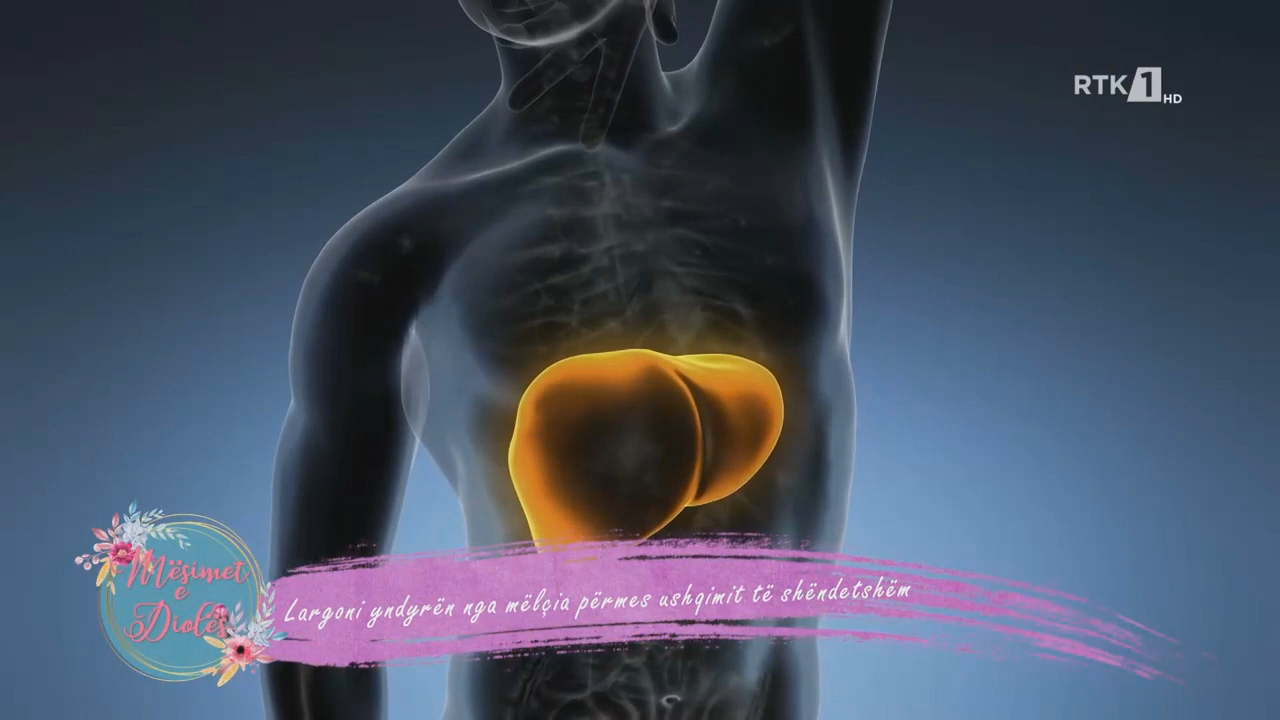 RTK 1
HD
Mësimet
e
Diolës
Largoni yndyrën nga mëlçia përmes ushqimit të shëndetshëm